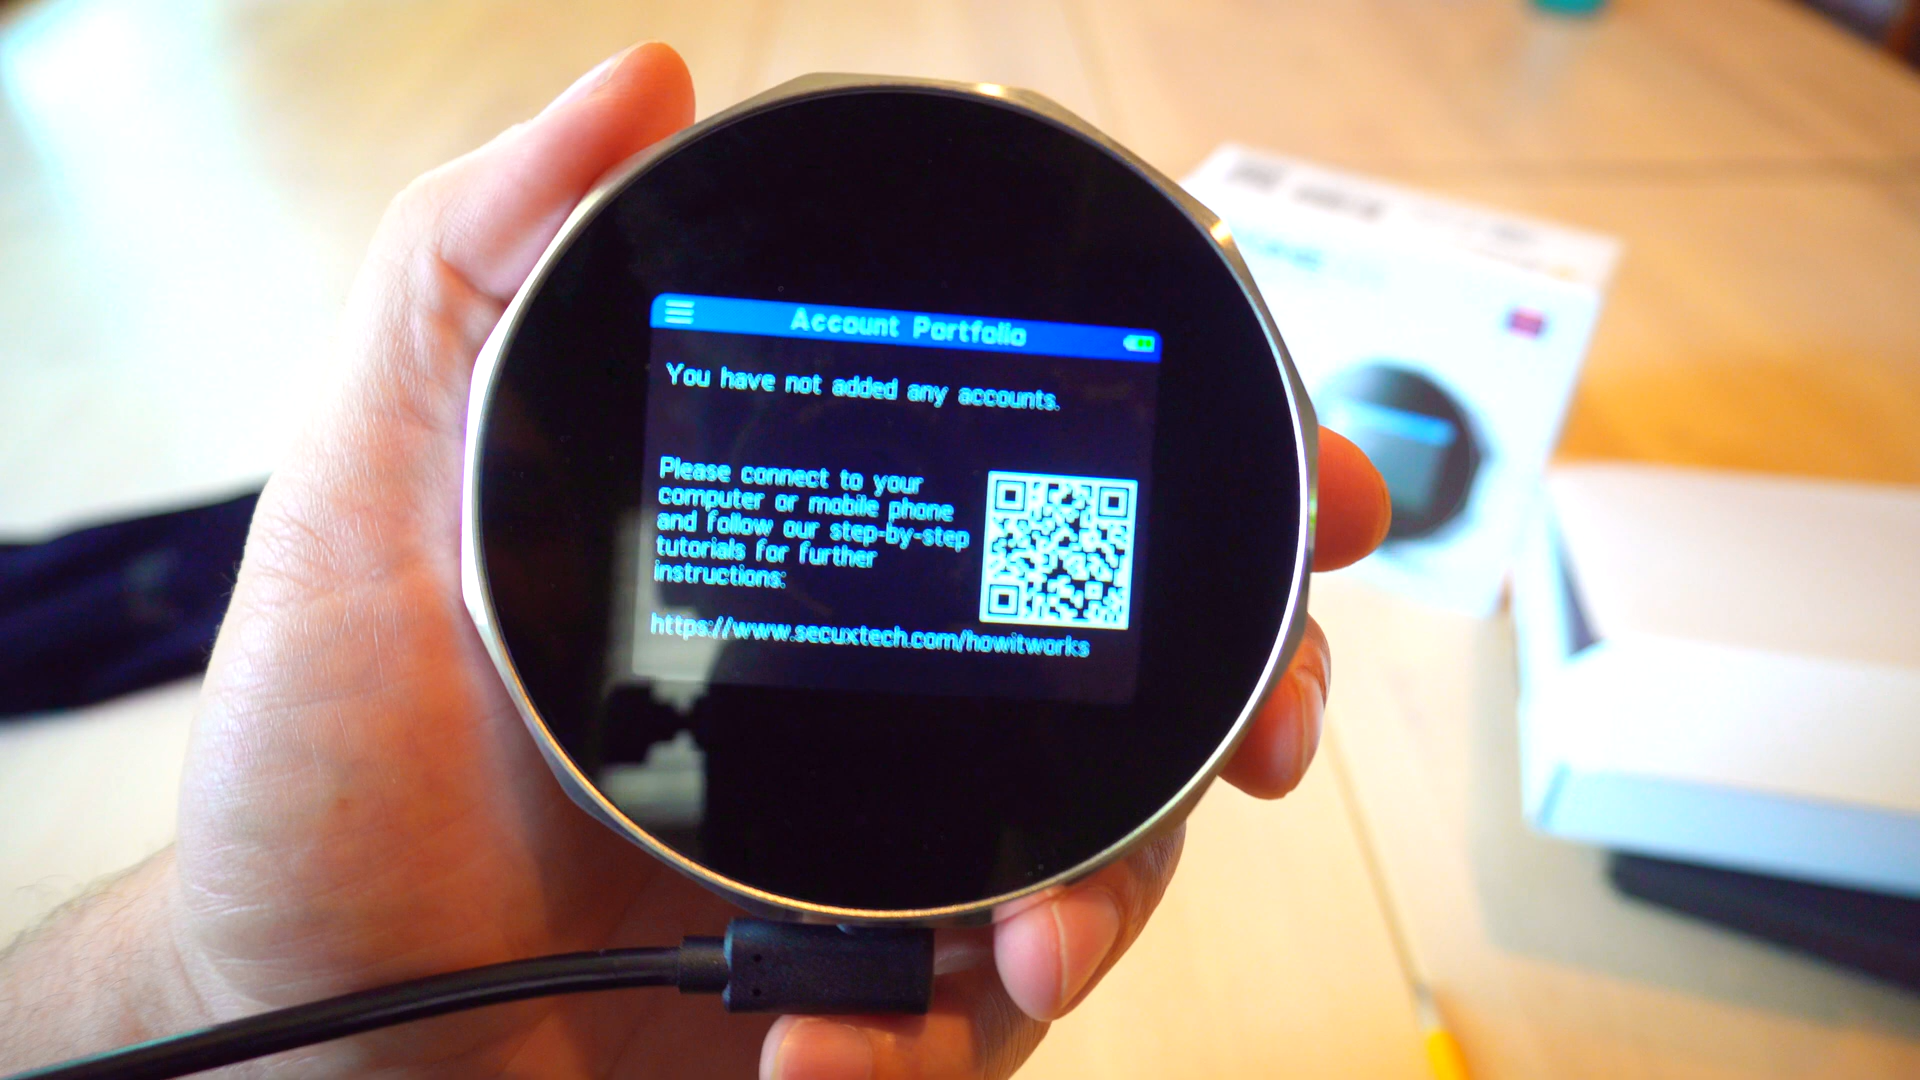 Account Portfolio
You have not added any accounts.
Please connect to your
computer or mobile phone
and follow our step-by-step
tutorials for further
instructions:
https://www.secuxtech.com/howitworks